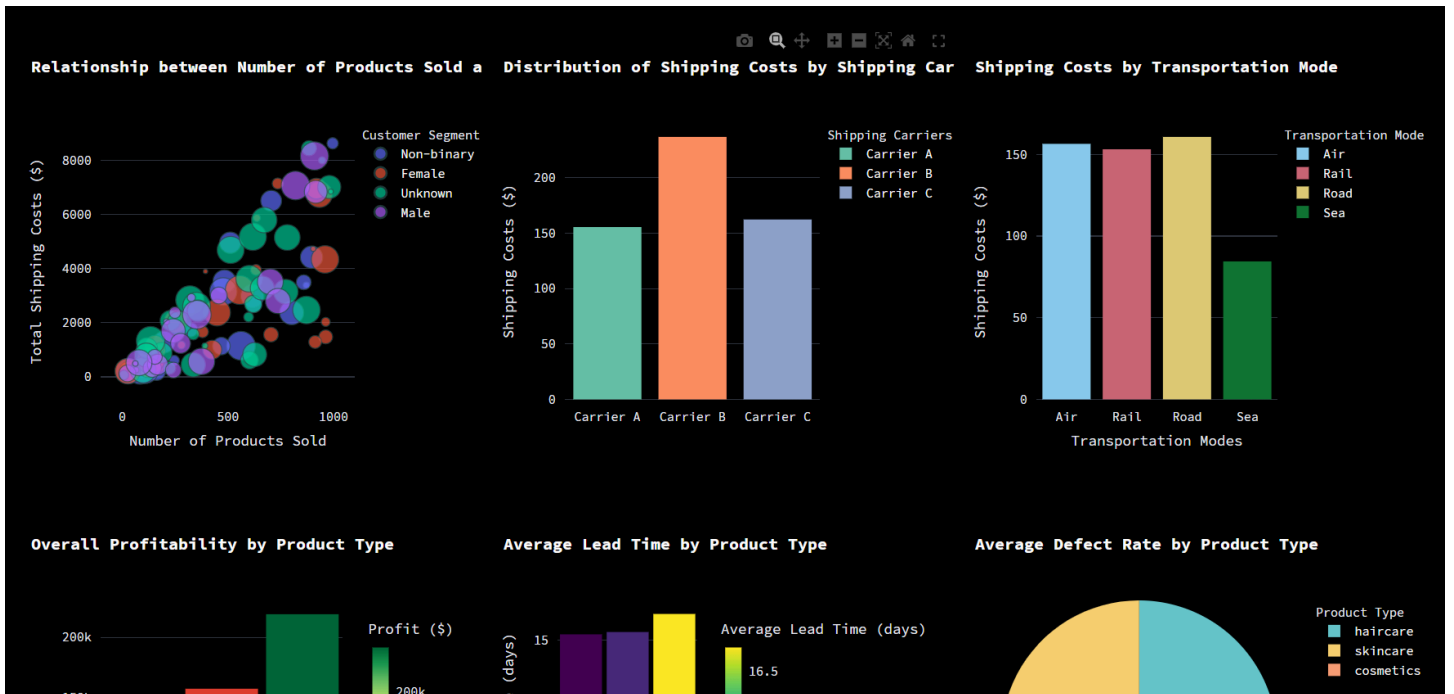 Relationship between Number of Products Sold a
Distribution of Shipping Costs by Shipping Car
Shipping Costs by Transportation Mode
Total Shipping Costs ($)
8000
6000
4000
2000
0
0 500 1000
Number of Products Sold
Customer Segment
Non-binary
Female
Unknown
Male
Shipping Costs ($)
200
150
100
50
0
Carrier A Carrier B Carrier C
Shipping Carriers
Carrier A
Carrier B
Carrier C
Shipping Costs ($)
150
100
50
0
Air Rail Road Sea
Transportation Modes
Transportation Mode
Air
Rail
Road
Sea
Overall Profitability by Product Type
200k
Profit ($)
200k
Average Lead Time by Product Type
(days)
15
Average Lead Time (days)
16.5
Average Defect Rate by Product Type
Product Type
haircare
skincare
cosmetics